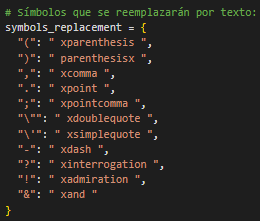 # Símbolos que se reemplazarán por texto:
symbols_replacement = {
"(": " xparenthesis ",
")": " parenthesisx ",
",": " xcomma ",
".": " xpoint ",
";": " xpointcomma ",
"\"": " xdoublequote ",
"\'": " xsimplequote ",
"-": " xdash ",
"?": " xinterrogation ",
"!": " xadmiration ",
"&": " xand "
}